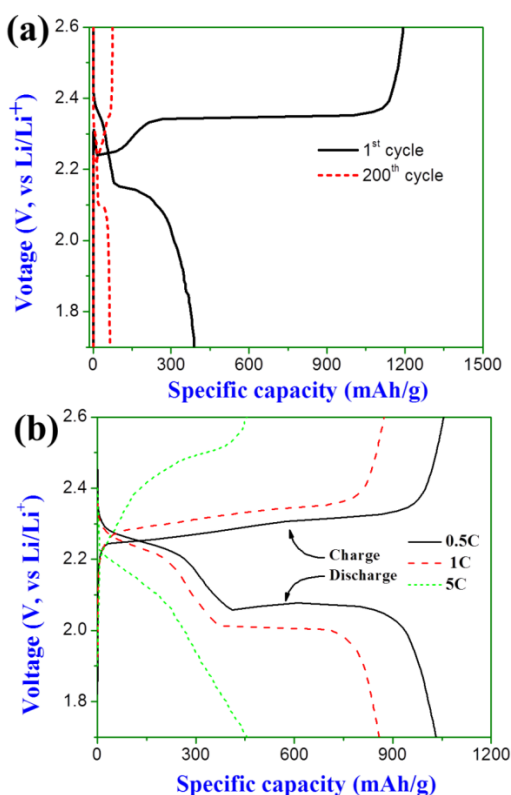 (a)
2.6
2.4
2.2
2.0
1.8
Votage (V, vs Li/Li⁺)
1ˢᵗ cycle
200ᵗʰ cycle
0 300 600 900 1200 1500
Specific capacity (mAh/g)
(b)
2.6
2.4
2.2
2.0
1.8
Voltage (V, vs Li/Li⁺)
Charge
Discharge
0.5C
1C
5C
0 300 600 900 1200
Specific capacity (mAh/g)